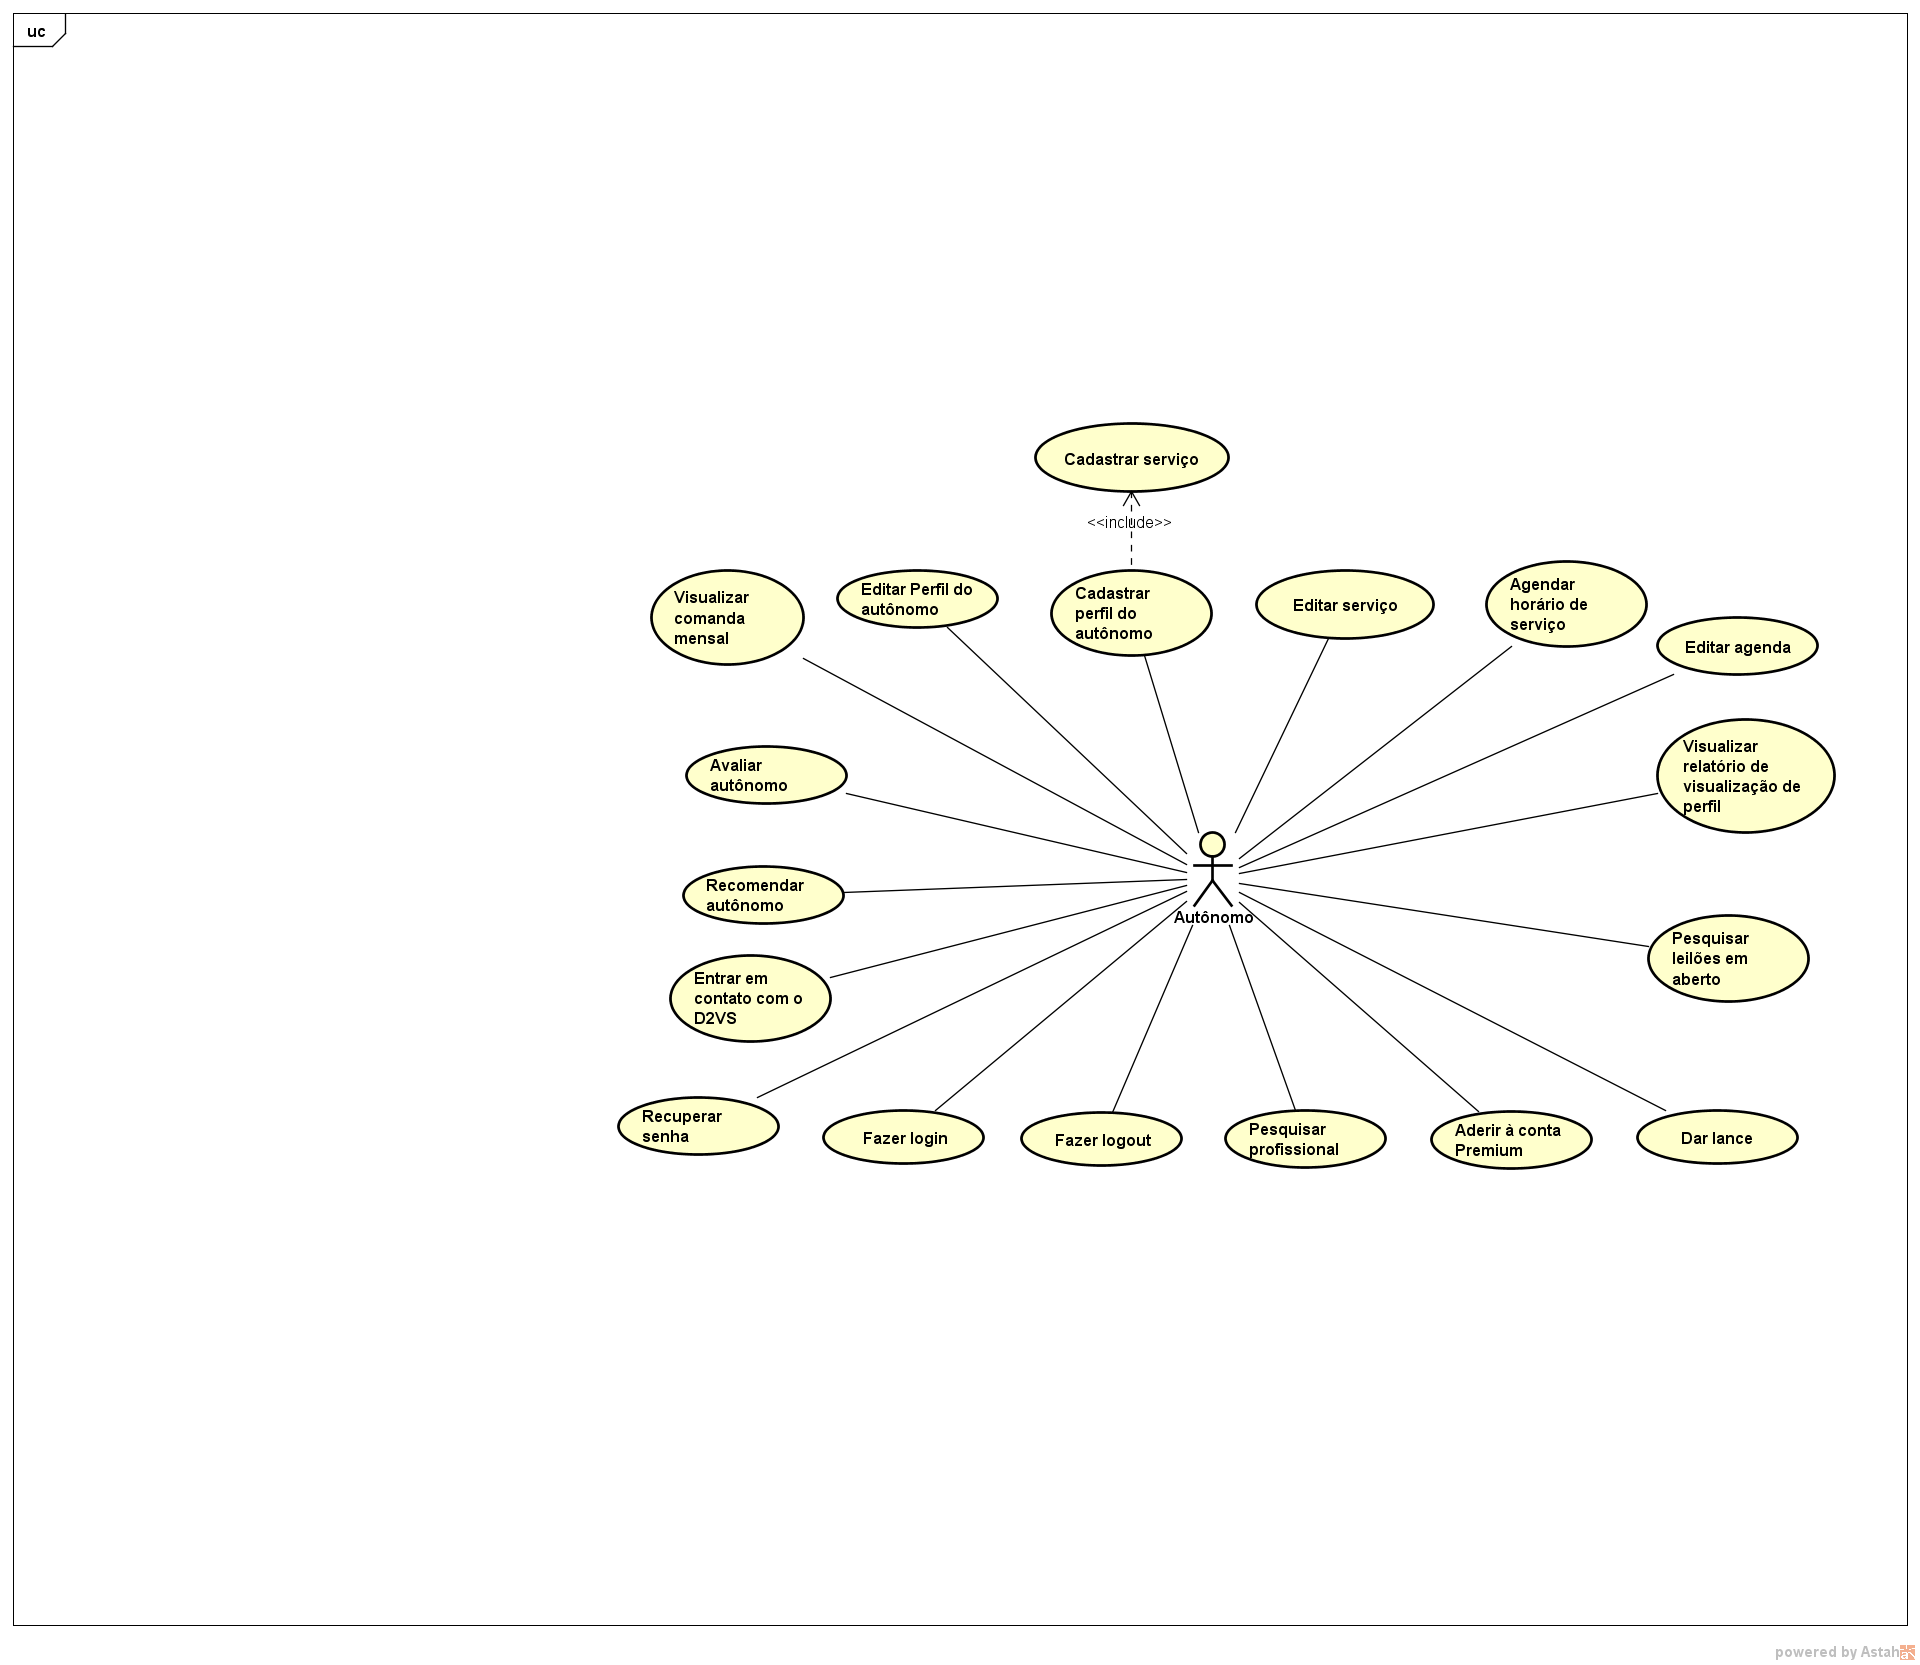 uc
Cadastrar serviço
<<include>>
Visualizar
comanda
mensal
Editar Perfil do
autônomo
Cadastrar
perfil do
autônomo
Editar serviço
Agendar
horário de
serviço
Editar agenda
Avaliar
autônomo
Visualizar
relatório de
visualização de
perfil
Recomendar
autônomo
Autônomo
Entrar em
contato com o
D2VS
Pesquisar
leilões em
aberto
Recuperar
senha
Fazer login
Fazer logout
Pesquisar
profissional
Aderir à conta
Premium
Dar lance
powered by Astah